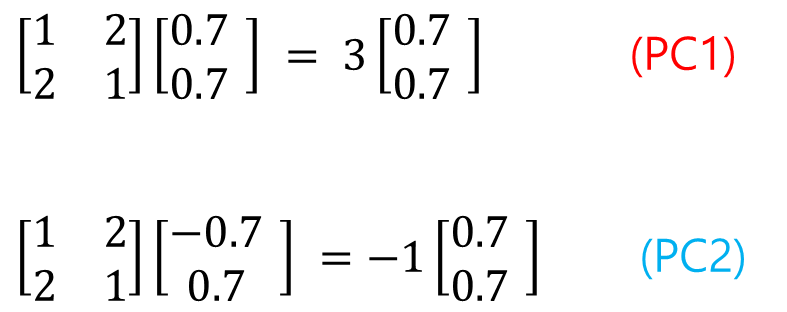 [1 2; 2 1] [0.7; 0.7] = 3 [0.7; 0.7] (PC1)
[1 2; 2 1] [−0.7; 0.7] = −1 [0.7; 0.7] (PC2)